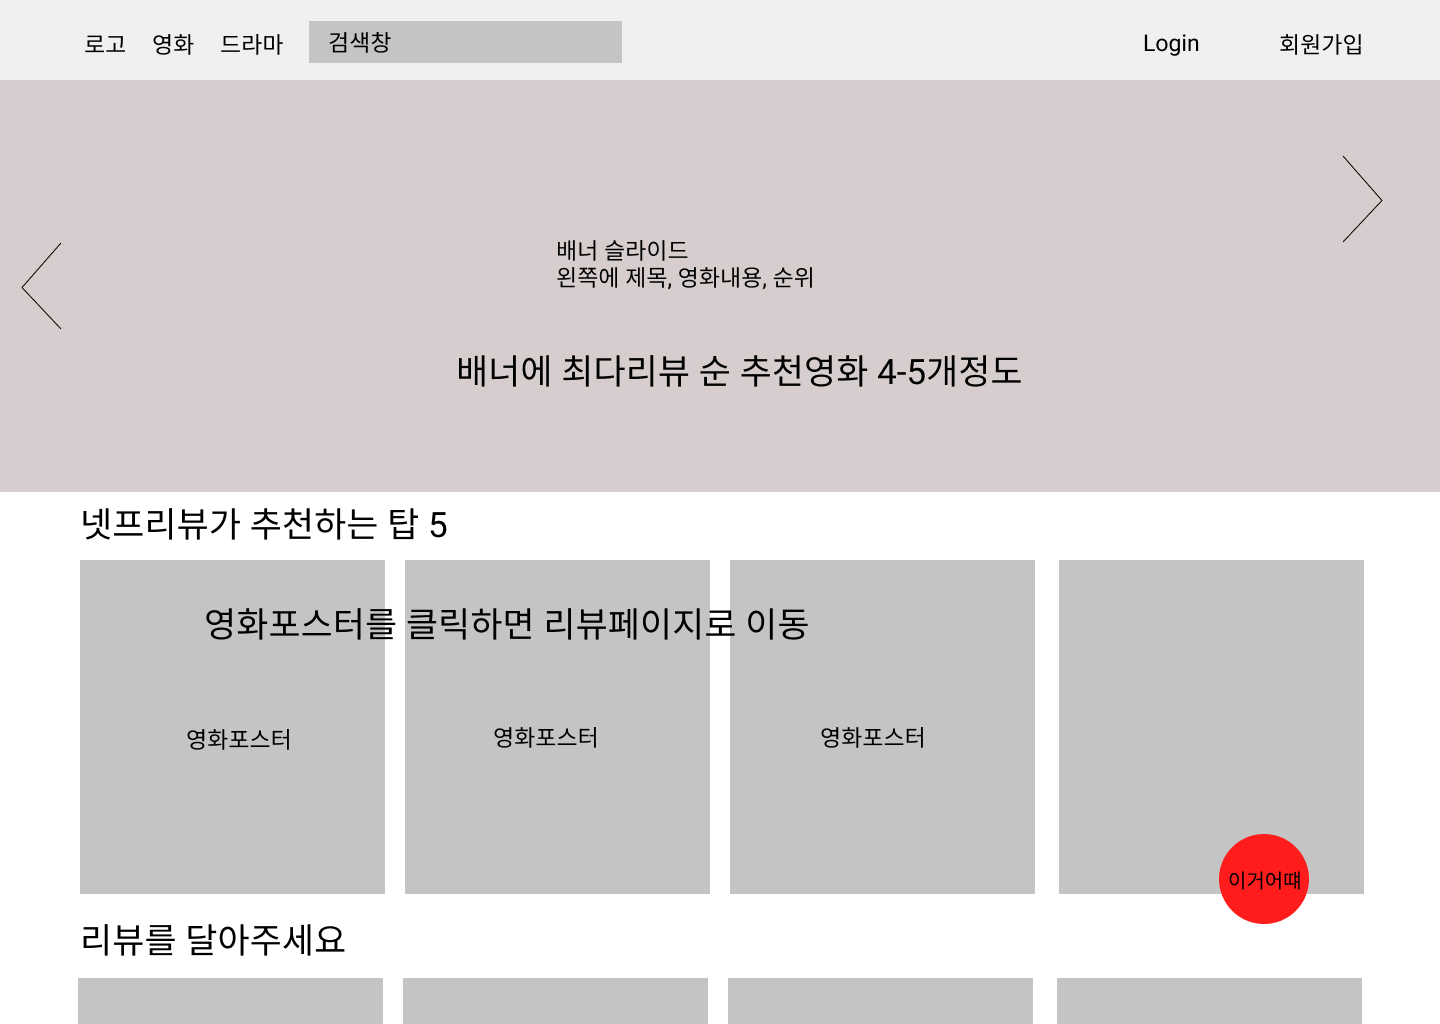 로고 영화 드라마 검색창 Login 회원가입
배너 슬라이드
왼쪽에 제목, 영화내용, 순위
배너에 최다리뷰 순 추천영화 4-5개정도
넷프리뷰가 추천하는 탑 5
영화포스터를 클릭하면 리뷰페이지로 이동
영화포스터 영화포스터 영화포스터
이거어떄
리뷰를 달아주세요